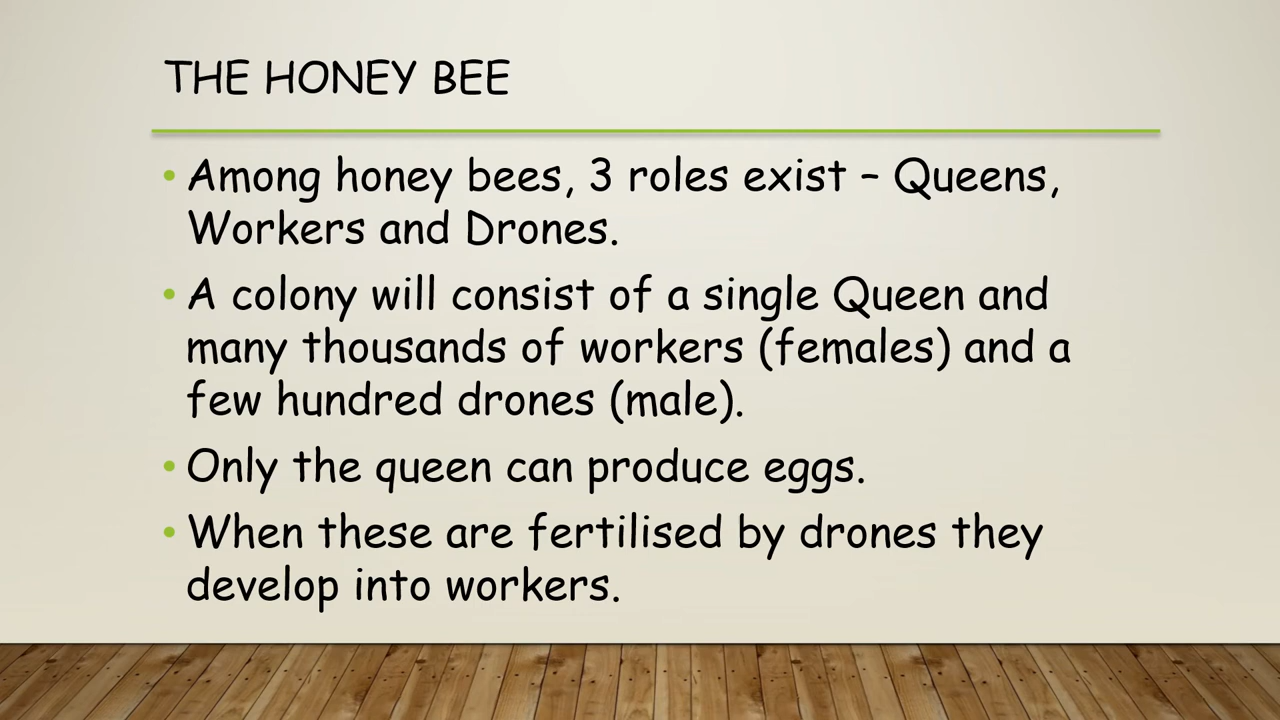 THE HONEY BEE
• Among honey bees, 3 roles exist – Queens,
Workers and Drones.
• A colony will consist of a single Queen and
many thousands of workers (females) and a
few hundred drones (male).
• Only the queen can produce eggs.
• When these are fertilised by drones they
develop into workers.